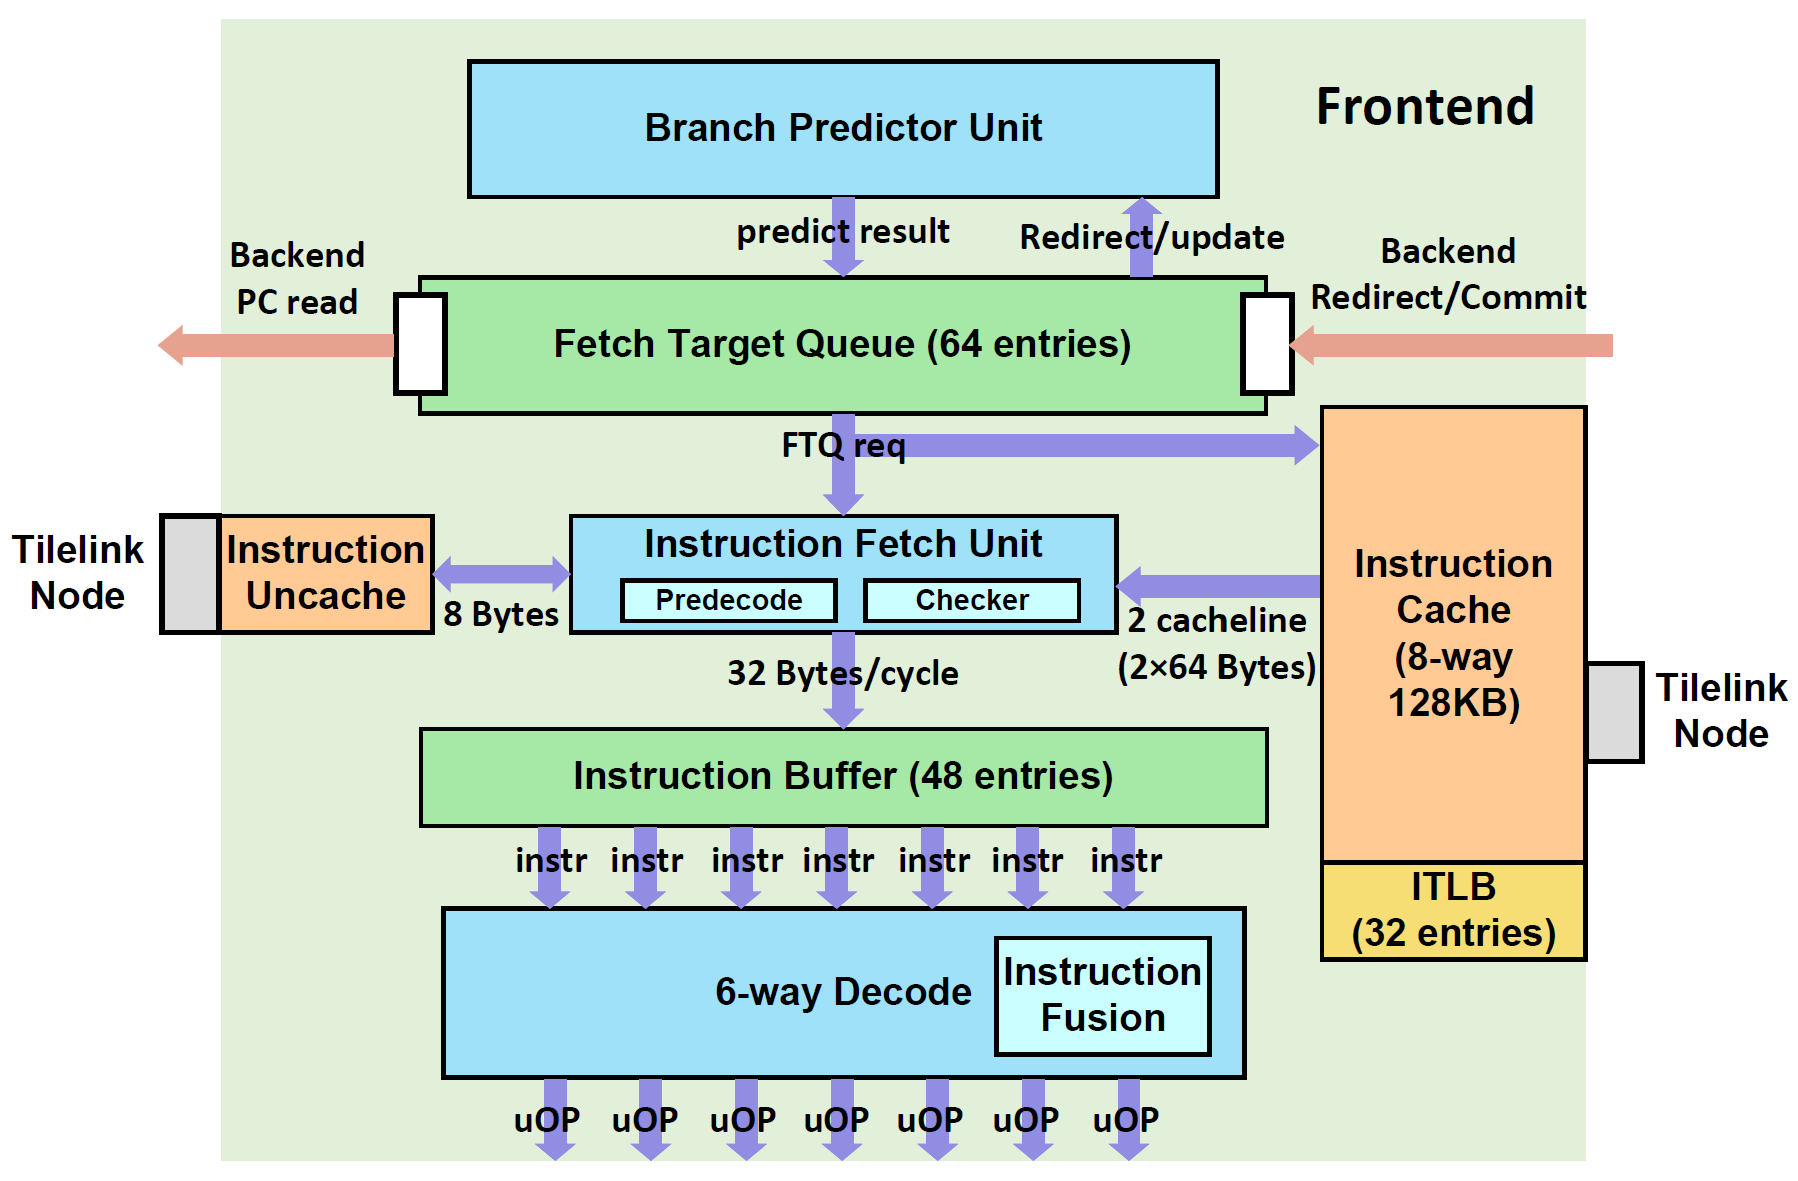 Frontend
Branch Predictor Unit
predict result
Redirect/update
Backend
PC read
Backend
Redirect/Commit
Fetch Target Queue (64 entries)
FTQ req
Tilelink
Node
Instruction
Uncache
8 Bytes
Instruction Fetch Unit
Predecode
Checker
2 cacheline
(2×64 Bytes)
Instruction
Cache
(8-way
128KB)
Tilelink
Node
32 Bytes/cycle
Instruction Buffer (48 entries)
instr instr instr instr instr instr instr
ITLB
(32 entries)
6-way Decode
Instruction
Fusion
uOP uOP uOP uOP uOP uOP uOP